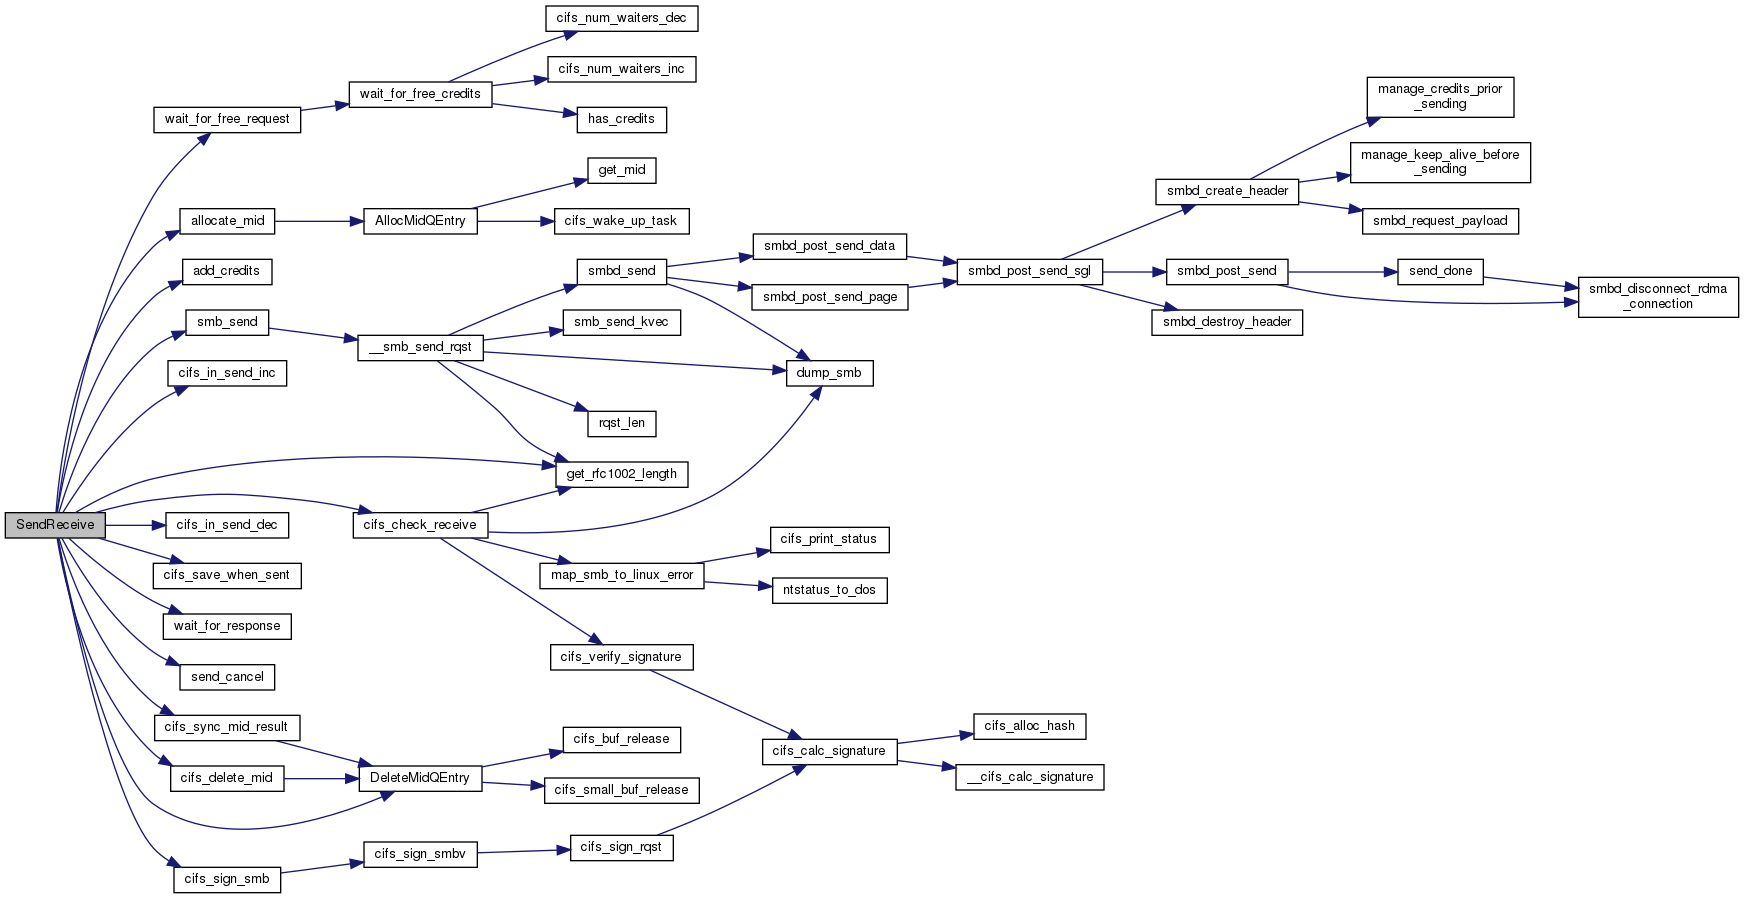 SendReceive
wait_for_free_request
allocate_mid
add_credits
smb_send
cifs_in_send_inc
cifs_in_send_dec
cifs_save_when_sent
wait_for_response
send_cancel
cifs_sync_mid_result
cifs_delete_mid
cifs_sign_smb
wait_for_free_credits
AllocMidQEntry
__smb_send_rqst
cifs_check_receive
DeleteMidQEntry
cifs_sign_smbv
cifs_num_waiters_dec
cifs_num_waiters_inc
has_credits
get_mid
cifs_wake_up_task
smbd_send
smb_send_kvec
rqst_len
get_rfc1002_length
map_smb_to_linux_error
cifs_verify_signature
cifs_buf_release
cifs_small_buf_release
cifs_sign_rqst
smbd_post_send_data
smbd_post_send_page
dump_smb
cifs_print_status
ntstatus_to_dos
cifs_calc_signature
smbd_post_send_sgl
cifs_alloc_hash
__cifs_calc_signature
smbd_create_header
smbd_post_send
smbd_destroy_header
manage_credits_prior
_sending
manage_keep_alive_before
_sending
smbd_request_payload
send_done
smbd_disconnect_rdma
_connection